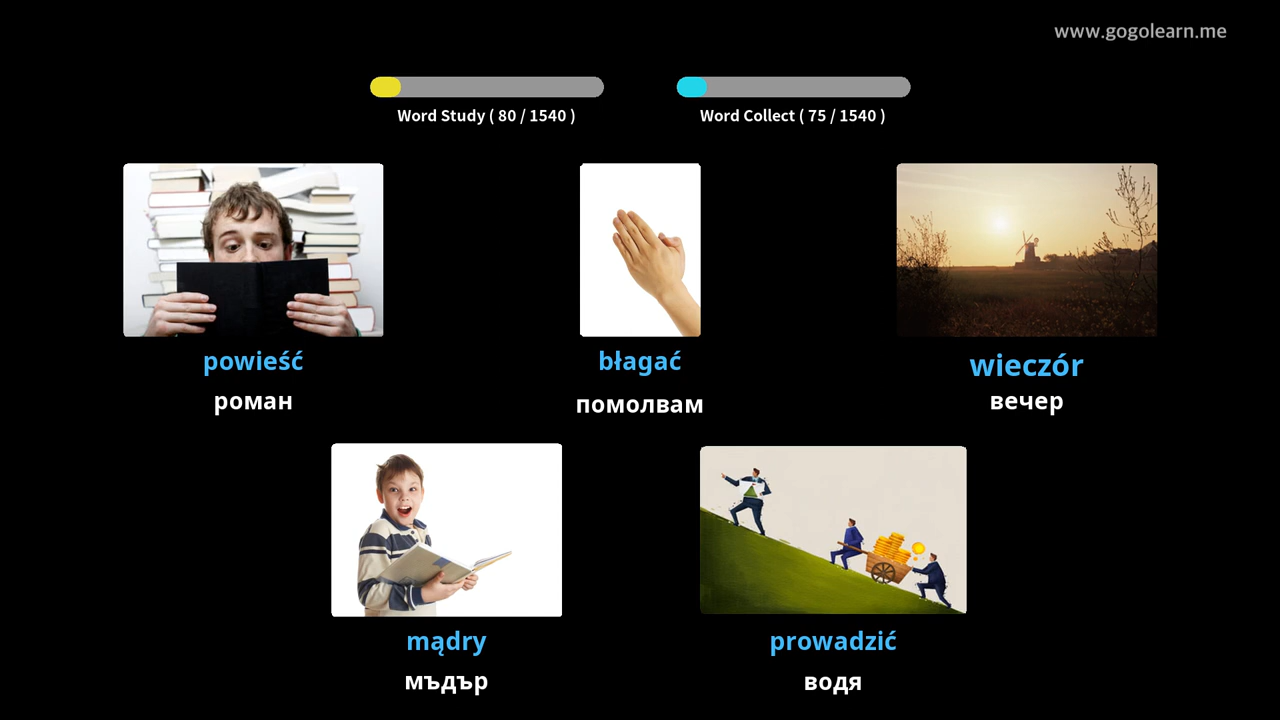 www.gogolearn.me
Word Study ( 80 / 1540 )
Word Collect ( 75 / 1540 )
powieść
роман
błagać
помолвам
wieczór
вечер
mądry
мъдър
prowadzić
водя